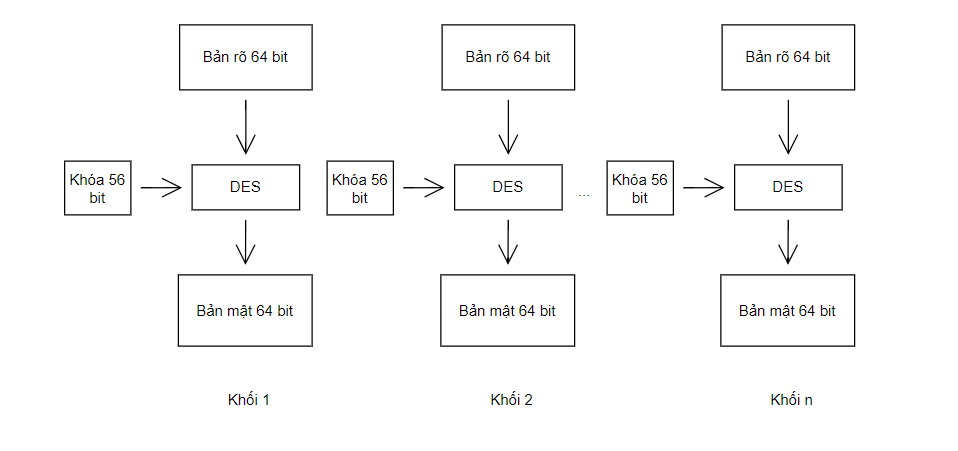 Bản rõ 64 bit
Bản rõ 64 bit
Bản rõ 64 bit
Khóa 56
bit
DES
Khóa 56
bit
DES
...
Khóa 56
bit
DES
Bản mật 64 bit
Bản mật 64 bit
Bản mật 64 bit
Khối 1
Khối 2
Khối n